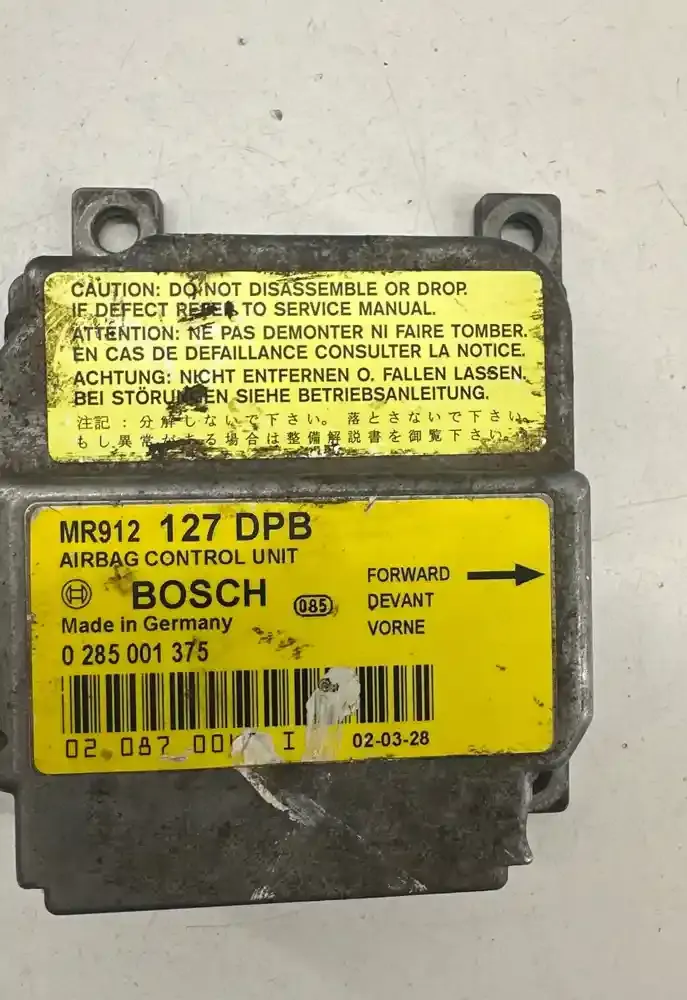 CAUTION: DO NOT DISASSEMBLE OR DROP.
IF DEFECT REFER TO SERVICE MANUAL.
ATTENTION: NE PAS DEMONTER NI FAIRE TOMBER.
EN CAS DE DEFAILLANCE CONSULTER LA NOTICE.
ACHTUNG: NICHT ENTFERNEN O. FALLEN LASSEN.
BEI STÖRUNGEN SIEHE BETRIEBSANLEITUNG.
注記：分解しないで下さい。落とさないで下さい。
もし異常がある場合は整備解説書を御覧下さい。
MR912 127 DPB
AIRBAG CONTROL UNIT
BOSCH
085
Made in Germany
0 285 001 375
FORWARD
DEVANT
VORNE
02 087 I
02-03-28